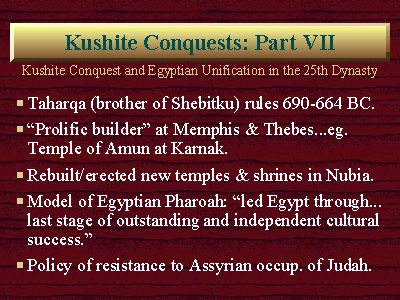 Kushite Conquests: Part VII
Kushite Conquest and Egyptian Unification in the 25th Dynasty
Taharqa (brother of Shebitku) rules 690-664 BC.
“Prolific builder” at Memphis & Thebes...eg.
Temple of Amun at Karnak.
Rebuilt/erected new temples & shrines in Nubia.
Model of Egyptian Pharoah: “led Egypt through...
last stage of outstanding and independent cultural
success.”
Policy of resistance to Assyrian occup. of Judah.